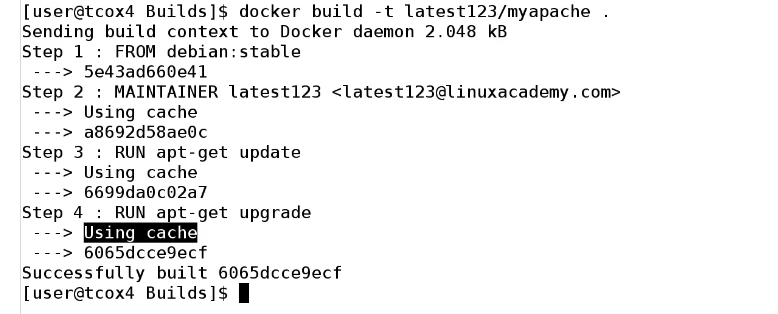 [user@tcox4 Builds]$ docker build -t latest123/myapache .
Sending build context to Docker daemon 2.048 kB
Step 1 : FROM debian:stable
 ---> 5e43ad660e41
Step 2 : MAINTAINER latest123 <latest123@linuxacademy.com>
 ---> Using cache
 ---> a8692d58ae0c
Step 3 : RUN apt-get update
 ---> Using cache
 ---> 6699da0c02a7
Step 4 : RUN apt-get upgrade
 ---> Using cache
 ---> 6065dcce9ecf
Successfully built 6065dcce9ecf
[user@tcox4 Builds]$